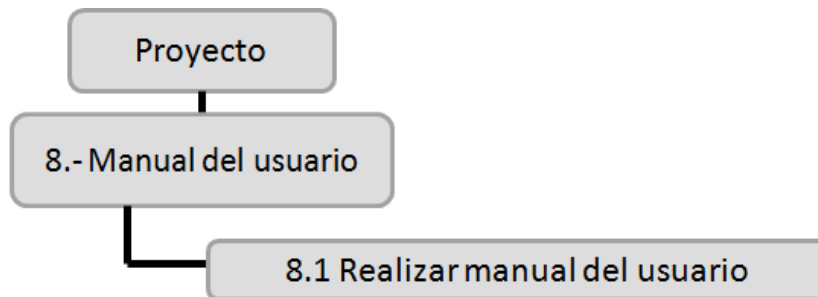 Proyecto
8.- Manual del usuario
8.1 Realizar manual del usuario